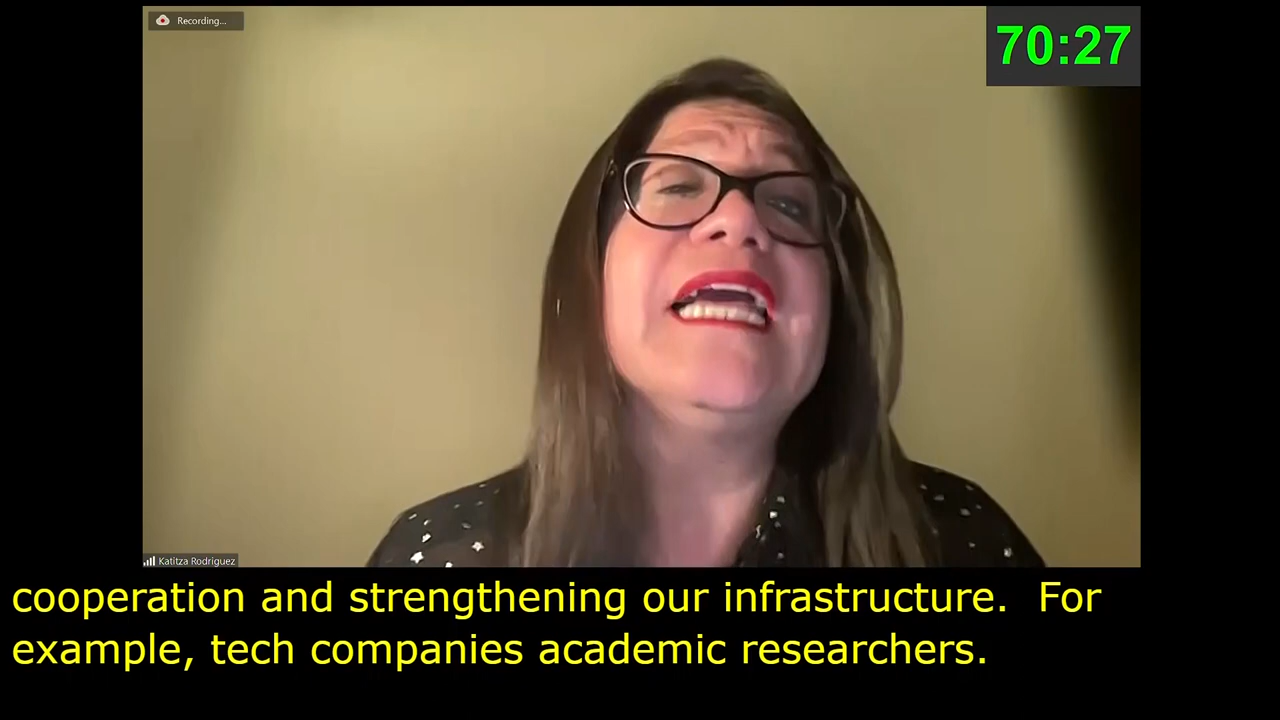 Recording...
70:27
Katitza Rodriguez
cooperation and strengthening our infrastructure.  For
example, tech companies academic researchers.